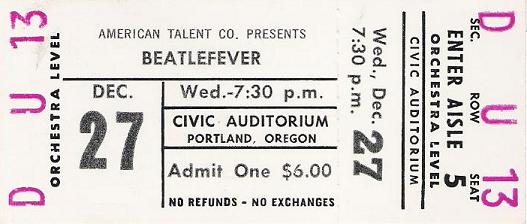 D U 13
ORCHESTRA LEVEL
AMERICAN TALENT CO. PRESENTS
BEATLEFEVER
DEC.
27
Wed.-7:30 p.m.
CIVIC AUDITORIUM
PORTLAND, OREGON
Admit One $6.00
NO REFUNDS - NO EXCHANGES
Wed., Dec. 27
7:30 p.m.
CIVIC AUDITORIUM
ORCHESTRA LEVEL
ENTER AISLE 5
SEC. ROW SEAT
D U 13